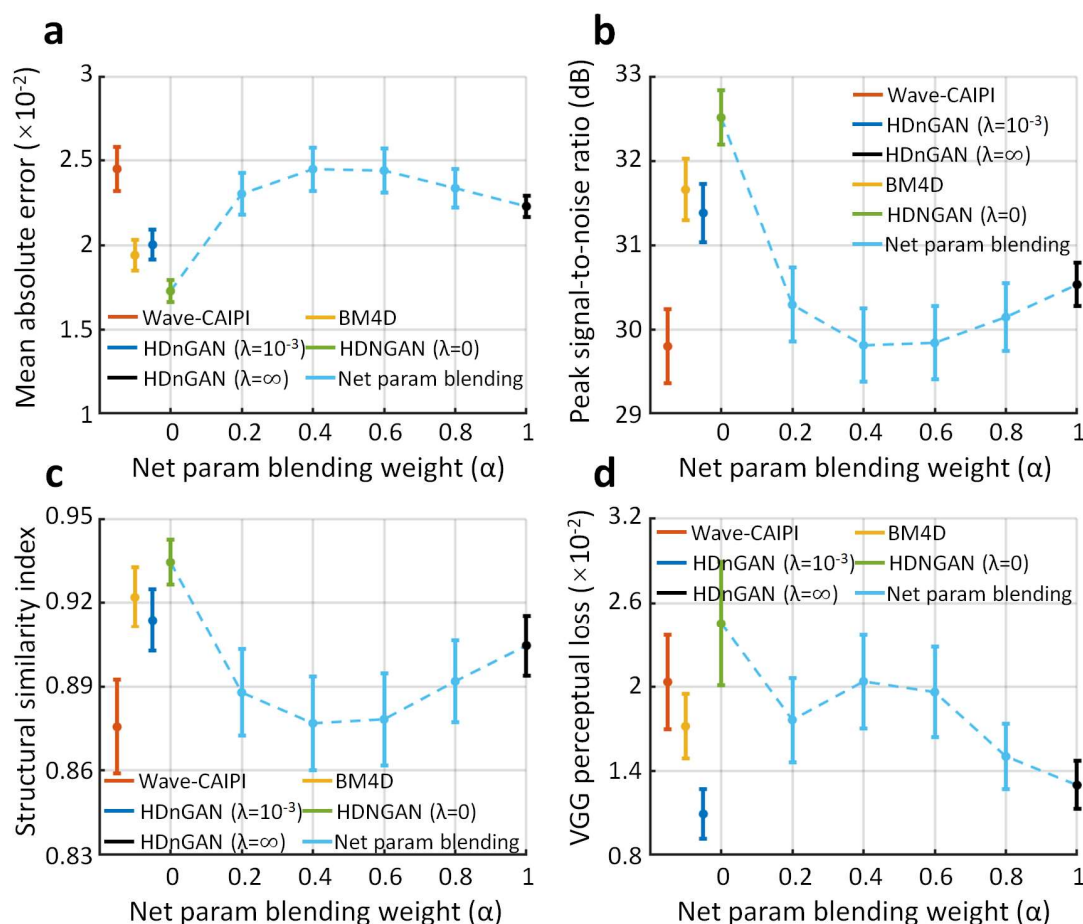 a
Mean absolute error (×10⁻²)
3
2.5
2
1.5
1
Wave-CAIPI
BM4D
HDnGAN (λ=10⁻³)
HDNGAN (λ=0)
HDnGAN (λ=∞)
Net param blending
0 0.2 0.4 0.6 0.8 1
Net param blending weight (α)
b
Peak signal-to-noise ratio (dB)
33
32
31
30
29
Wave-CAIPI
HDnGAN (λ=10⁻³)
HDnGAN (λ=∞)
BM4D
HDNGAN (λ=0)
Net param blending
0 0.2 0.4 0.6 0.8 1
Net param blending weight (α)
c
Structural similarity index
0.95
0.92
0.89
0.86
0.83
Wave-CAIPI
BM4D
HDnGAN (λ=10⁻³)
HDNGAN (λ=0)
HDnGAN (λ=∞)
Net param blending
0 0.2 0.4 0.6 0.8 1
Net param blending weight (α)
d
VGG perceptual loss (×10⁻²)
3.2
2.6
2
1.4
0.8
Wave-CAIPI
BM4D
HDnGAN (λ=10⁻³)
HDNGAN (λ=0)
HDnGAN (λ=∞)
Net param blending
0 0.2 0.4 0.6 0.8 1
Net param blending weight (α)